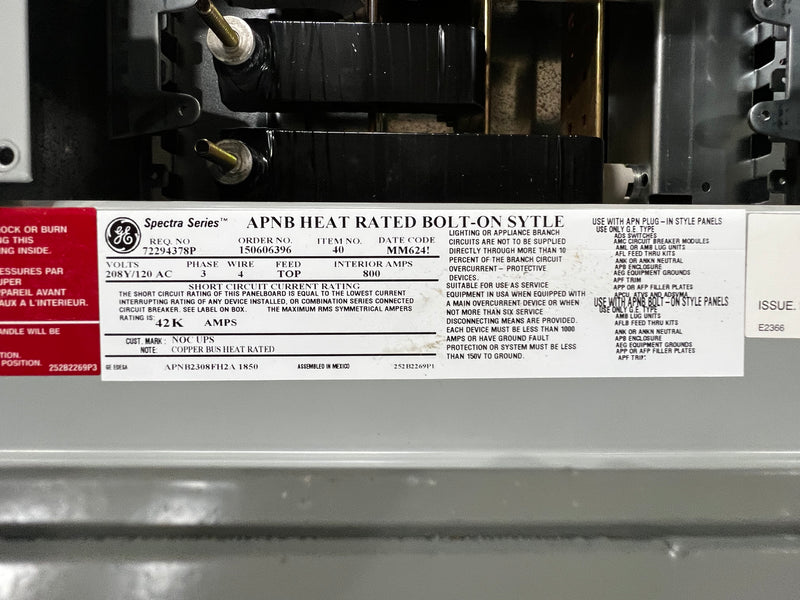 OCK OR BURN
NG THIS
NG INSIDE.
ESSURES PAR
UPER
PAREIL AVANT
AUX A L'INTERIEUR.
ANDLE WILL BE
TION.
POSITION. 252B2269P3
GE Spectra Series™ APNB HEAT RATED BOLT-ON SYTLE
REQ. NO ORDER NO. ITEM NO. DATE CODE
72294378P 150606396 40 MM624!
VOLTS PHASE WIRE FEED INTERIOR AMPS
208Y/120 AC 3 4 TOP 800
SHORT CIRCUIT CURRENT RATING
THE SHORT CIRCUIT RATING OF THIS PANELBOARD IS EQUAL TO THE LOWEST CURRENT
INTERRUPTING RATING OF ANY DEVICE INSTALLED, OR COMBINATION SERIES CONNECTED
CIRCUIT BREAKER. SEE LABEL ON BOX. THE MAXIMUM RMS SYMMETRICAL AMPERS
RATING IS: 42K AMPS
CUST. MARK : NOC UPS
NOTE: COPPER BUS HEAT RATED
GE EDESA APNB2308FH2A 1850 ASSEMBLED IN MEXICO 252B2269P1
LIGHTING OR APPLIANCE BRANCH
CIRCUITS ARE NOT TO BE SUPPLIED
DIRECTLY THROUGH MORE THAN 10
PERCENT OF THE BRANCH CIRCUIT
OVERCURRENT - PROTECTIVE
DEVICES.
SUITABLE FOR USE AS SERVICE
EQUIPMENT IN USA WHEN EQUIPPED WITH
A MAIN OVERCURRENT DEVICE OR WHEN
NOT MORE THAN SIX SERVICE
DISCONNECTING MEANS ARE PROVIDED.
EACH DEVICE MUST BE LESS THAN 1000
AMPS OR HAVE GROUND FAULT
PROTECTION OR SYSTEM MUST BE LESS
THAN 150V TO GROUND.
USE WITH APN PLUG-IN STYLE PANELS
USE ONLY G.E. TYPE
ADS SWITCHES
AMC CIRCUIT BREAKER MODULES
AML OR AMB LUG UNITS
AFL FEED THRU KITS
ANK OR ANKN NEUTRAL
APB ENCLOSURE
AEG EQUIPMENT GROUNDS
APF TRIM
APP OR AFP FILLER PLATES
USE WITH APNB BOLT-ON STYLE PANELS
USE ONLY G.E. TYPE
AMB LUG UNITS
AFLB FEED THRU KITS
ANK OR ANKN NEUTRAL
APB ENCLOSURE
AEG EQUIPMENT GROUNDS
APP OR AFP FILLER PLATES
APF TRIM
ISSUE.
E2366